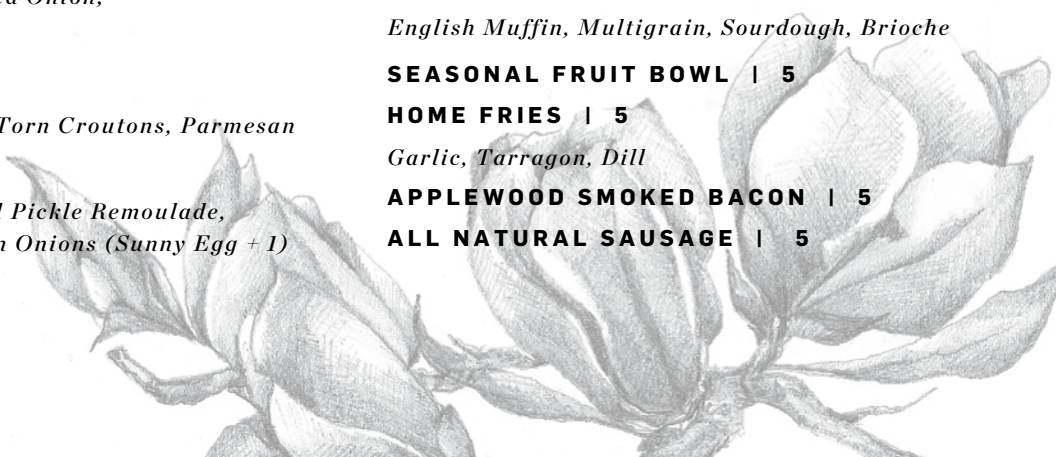 Onion,
Torn Croutons, Parmesan
Pickle Remoulade,
Onions (Sunny Egg + 1)
English Muffin, Multigrain, Sourdough, Brioche
SEASONAL FRUIT BOWL | 5
HOME FRIES | 5
Garlic, Tarragon, Dill
APPLEWOOD SMOKED BACON | 5
ALL NATURAL SAUSAGE | 5